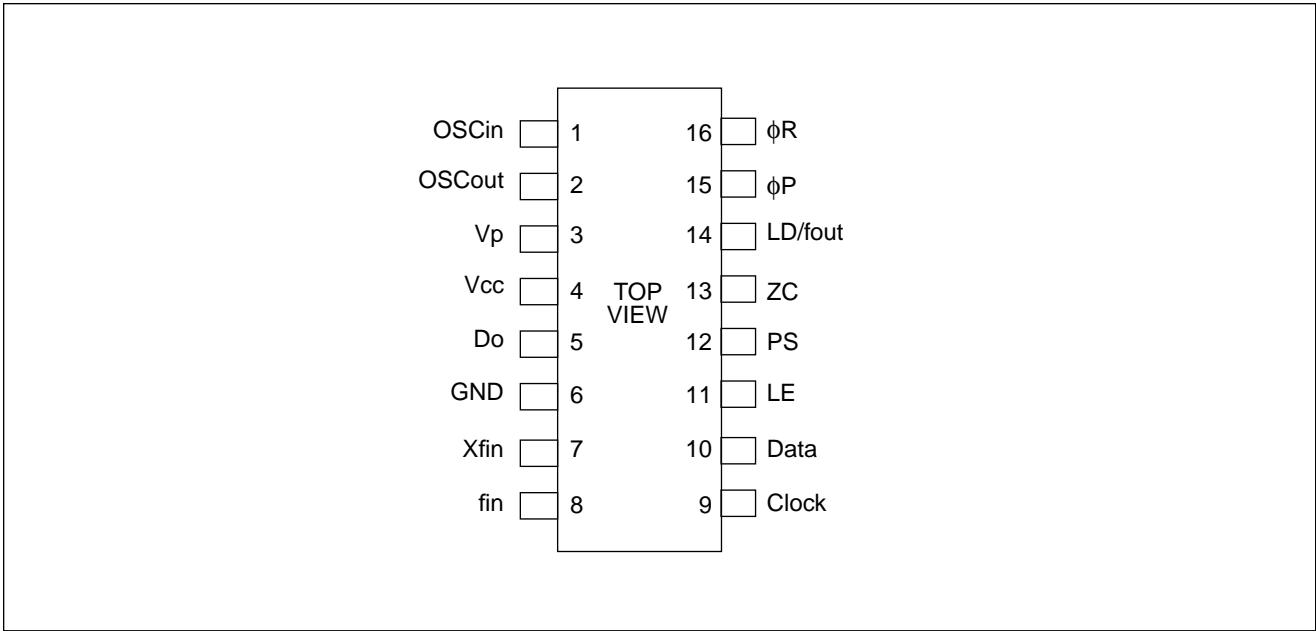 OSCin 1 16 ϕR
OSCout 2 15 ϕP
Vp 3 14 LD/fout
Vcc 4 TOP 13 ZC
VIEW
Do 5 12 PS
GND 6 11 LE
Xfin 7 10 Data
fin 8 9 Clock